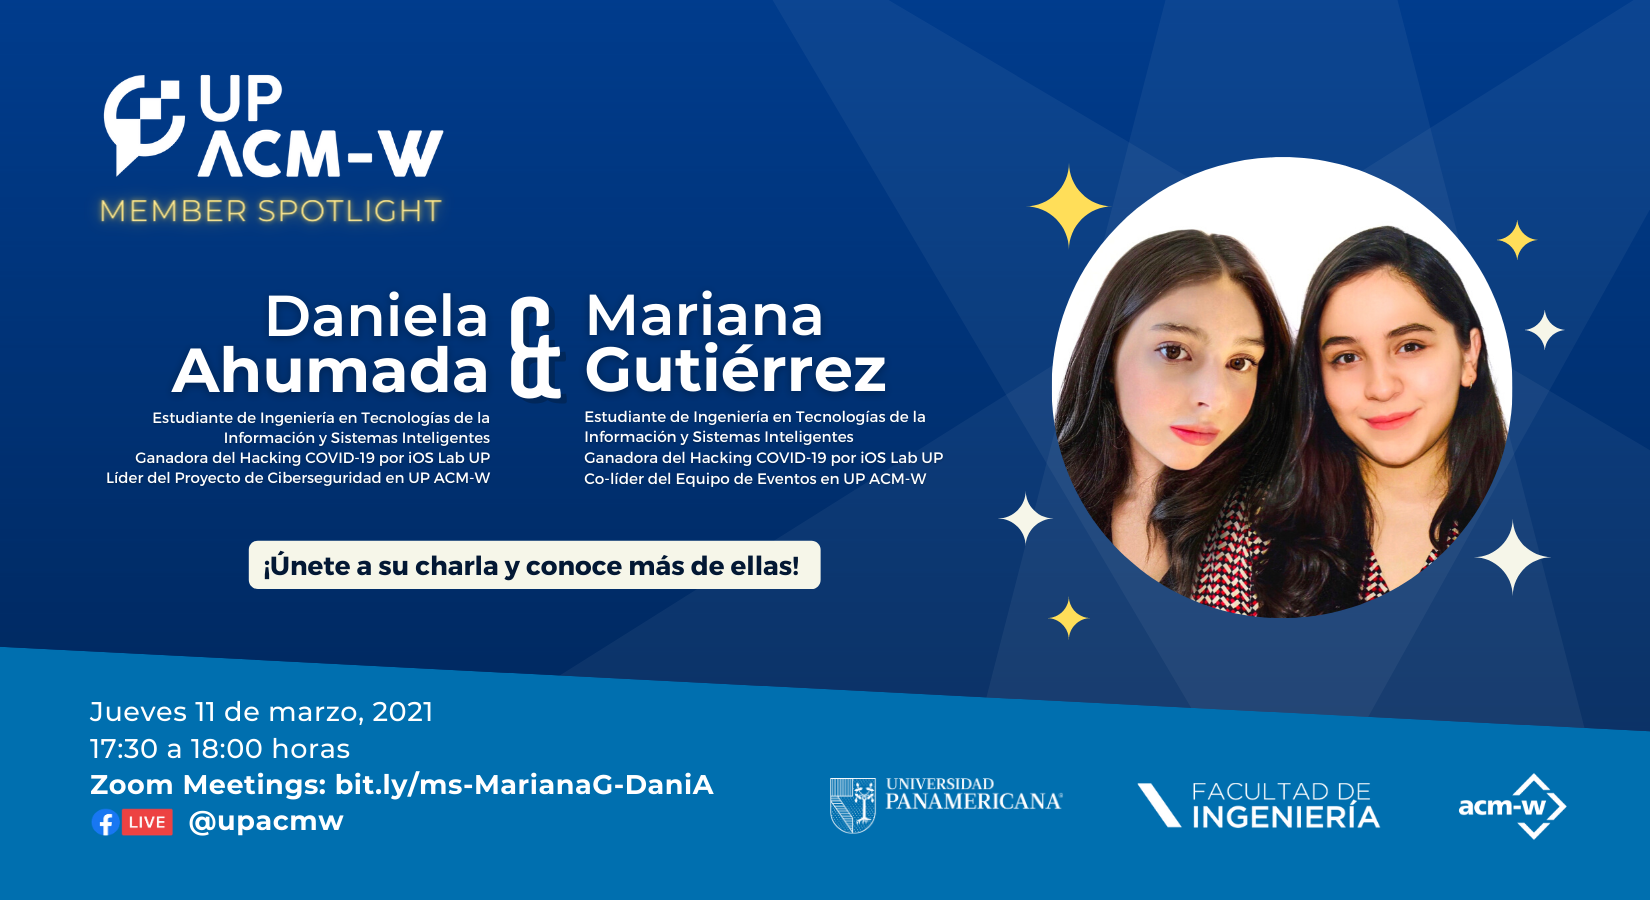 UP
ACM-W
MEMBER SPOTLIGHT
Daniela
Ahumada
Estudiante de Ingeniería en Tecnologías de la
Información y Sistemas Inteligentes
Ganadora del Hacking COVID-19 por iOS Lab UP
Líder del Proyecto de Ciberseguridad en UP ACM-W
&
Mariana
Gutiérrez
Estudiante de Ingeniería en Tecnologías de la
Información y Sistemas Inteligentes
Ganadora del Hacking COVID-19 por iOS Lab UP
Co-líder del Equipo de Eventos en UP ACM-W
¡Únete a su charla y conoce más de ellas!
Jueves 11 de marzo, 2021
17:30 a 18:00 horas
Zoom Meetings: bit.ly/ms-MarianaG-DaniA
LIVE @upacmw
UNIVERSIDAD
PANAMERICANA®
FACULTAD DE
INGENIERÍA
acm-w